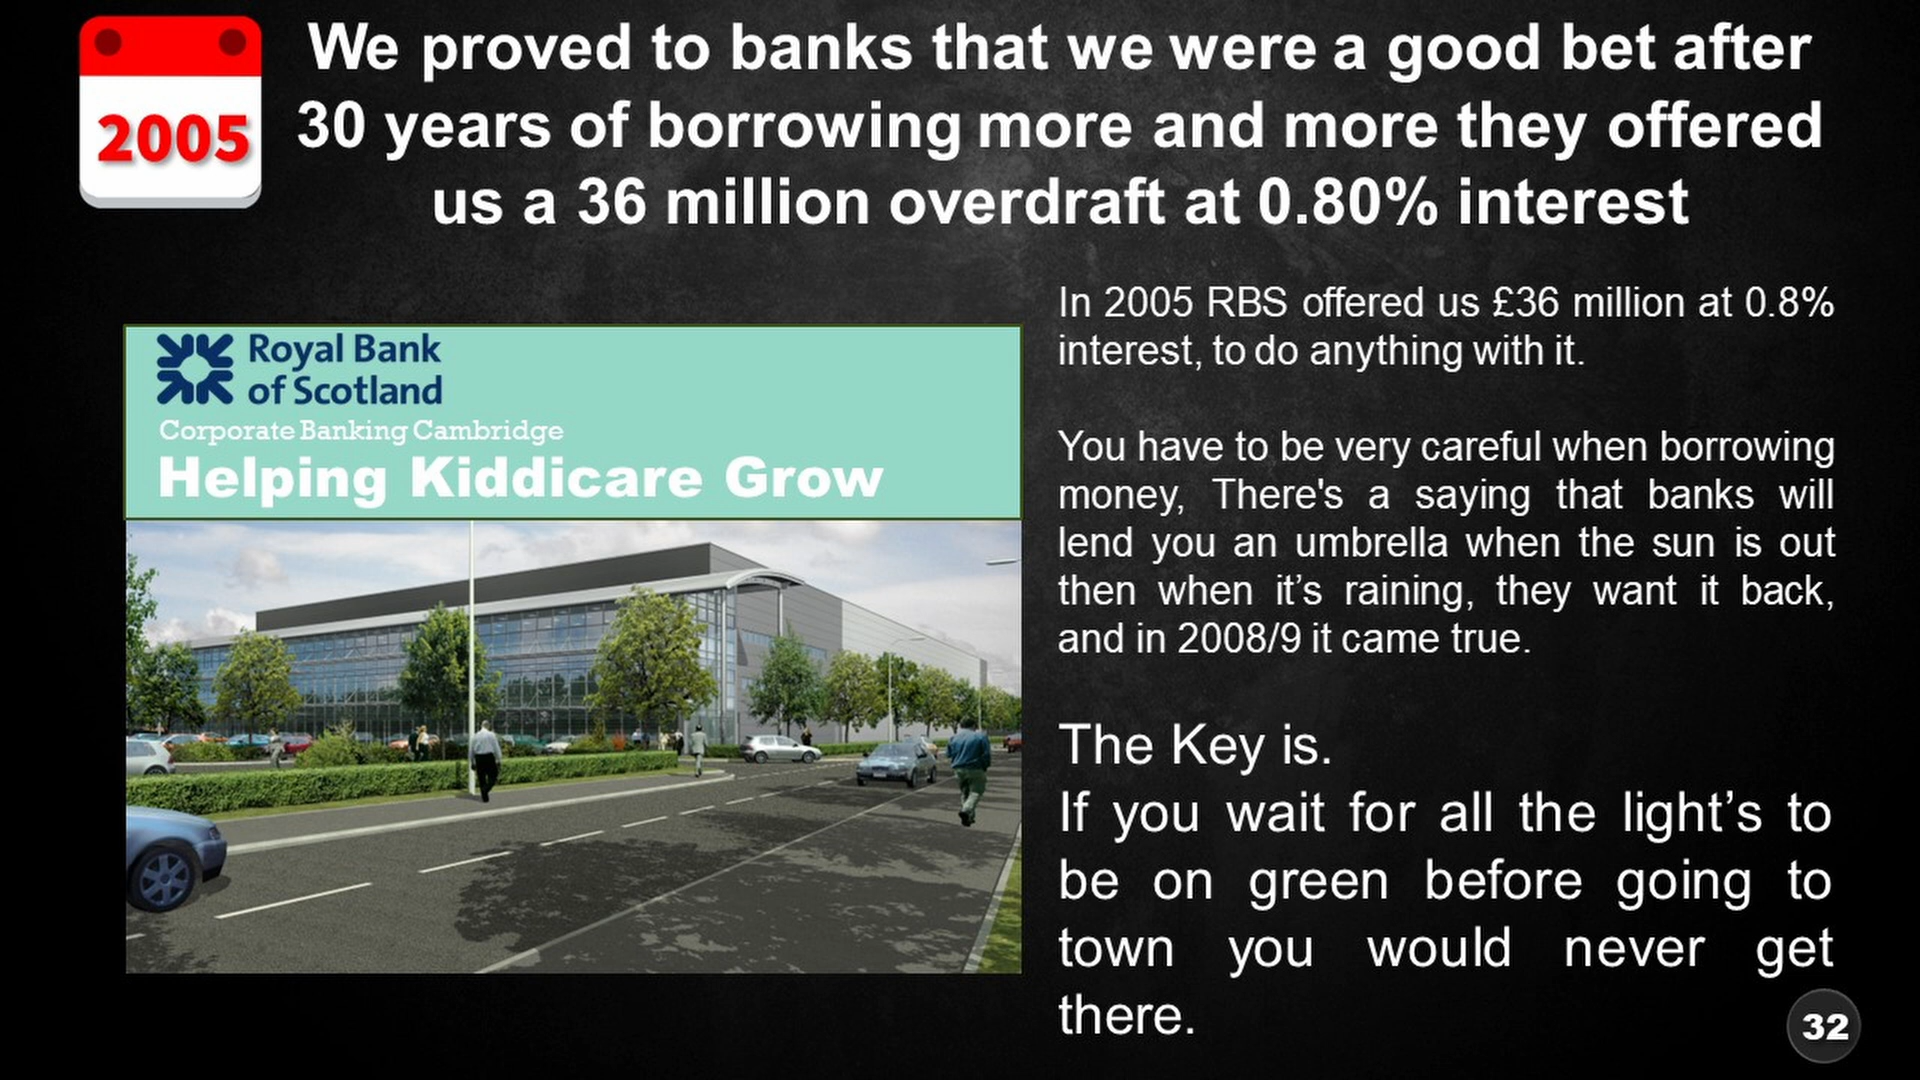 2005
We proved to banks that we were a good bet after
30 years of borrowing more and more they offered
us a 36 million overdraft at 0.80% interest
Royal Bank
of Scotland
Corporate Banking Cambridge
Helping Kiddicare Grow
In 2005 RBS offered us £36 million at 0.8%
interest, to do anything with it.
You have to be very careful when borrowing
money, There's a saying that banks will
lend you an umbrella when the sun is out
then when it’s raining, they want it back,
and in 2008/9 it came true.
The Key is.
If you wait for all the light’s to
be on green before going to
town you would never get
there.
32